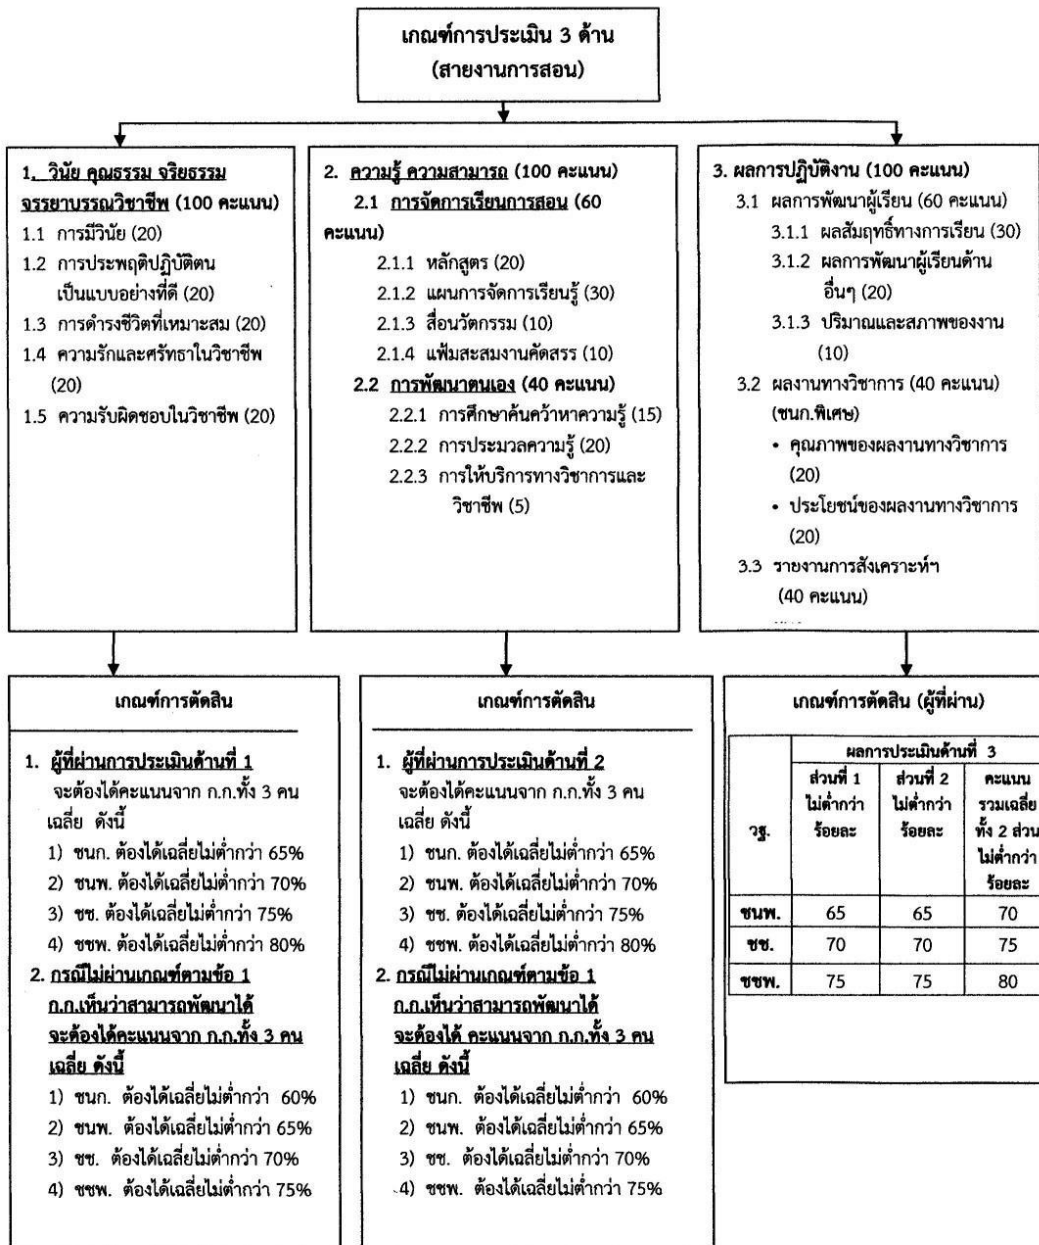 เกณฑ์การประเมิน 3 ด้าน
(สายงานการสอน)
1. วินัย คุณธรรม จริยธรรม
จรรยาบรรณวิชาชีพ (100 คะแนน)
1.1 การมีวินัย (20)
1.2 การประพฤติปฏิบัติตน
เป็นแบบอย่างที่ดี (20)
1.3 การดำรงชีวิตที่เหมาะสม (20)
1.4 ความรักและศรัทธาในวิชาชีพ
(20)
1.5 ความรับผิดชอบในวิชาชีพ (20)
2. ความรู้ ความสามารถ (100 คะแนน)
2.1 การจัดการเรียนการสอน (60
คะแนน)
2.1.1 หลักสูตร (20)
2.1.2 แผนการจัดการเรียนรู้ (30)
2.1.3 สื่อนวัตกรรม (10)
2.1.4 แฟ้มสะสมงานคัดสรร (10)
2.2 การพัฒนาตนเอง (40 คะแนน)
2.2.1 การศึกษาค้นคว้าหาความรู้ (15)
2.2.2 การประมวลความรู้ (20)
2.2.3 การให้บริการทางวิชาการและ
วิชาชีพ (5)
3. ผลการปฏิบัติงาน (100 คะแนน)
3.1 ผลการพัฒนาผู้เรียน (60 คะแนน)
3.1.1 ผลสัมฤทธิ์ทางการเรียน (30)
3.1.2 ผลการพัฒนาผู้เรียนด้าน
อื่นๆ (20)
3.1.3 ปริมาณและสภาพของงาน
(10)
3.2 ผลงานทางวิชาการ (40 คะแนน)
(ชนก.พิเศษ)
• คุณภาพของผลงานทางวิชาการ
(20)
• ประโยชน์ของผลงานทางวิชาการ
(20)
3.3 รายงานการสังเคราะห์ฯ
(40 คะแนน)
เกณฑ์การตัดสิน
1. ผู้ที่ผ่านการประเมินด้านที่ 1
จะต้องได้คะแนนจาก ก.ก.ทั้ง 3 คน
เฉลี่ย ดังนี้
1) ชนก. ต้องได้เฉลี่ยไม่ต่ำกว่า 65%
2) ชนพ. ต้องได้เฉลี่ยไม่ต่ำกว่า 70%
3) ชช. ต้องได้เฉลี่ยไม่ต่ำกว่า 75%
4) ชชพ. ต้องได้เฉลี่ยไม่ต่ำกว่า 80%
2. กรณีไม่ผ่านเกณฑ์ตามข้อ 1
ก.ก.เห็นว่าสามารถพัฒนาได้
จะต้องได้คะแนนจาก ก.ก.ทั้ง 3 คน
เฉลี่ย ดังนี้
1) ชนก. ต้องได้เฉลี่ยไม่ต่ำกว่า 60%
2) ชนพ. ต้องได้เฉลี่ยไม่ต่ำกว่า 65%
3) ชช. ต้องได้เฉลี่ยไม่ต่ำกว่า 70%
4) ชชพ. ต้องได้เฉลี่ยไม่ต่ำกว่า 75%
เกณฑ์การตัดสิน
1. ผู้ที่ผ่านการประเมินด้านที่ 2
จะต้องได้คะแนนจาก ก.ก.ทั้ง 3 คน
เฉลี่ย ดังนี้
1) ชนก. ต้องได้เฉลี่ยไม่ต่ำกว่า 65%
2) ชนพ. ต้องได้เฉลี่ยไม่ต่ำกว่า 70%
3) ชช. ต้องได้เฉลี่ยไม่ต่ำกว่า 75%
4) ชชพ. ต้องได้เฉลี่ยไม่ต่ำกว่า 80%
2. กรณีไม่ผ่านเกณฑ์ตามข้อ 1
ก.ก.เห็นว่าสามารถพัฒนาได้
จะต้องได้ คะแนนจาก ก.ก.ทั้ง 3 คน
เฉลี่ย ดังนี้
1) ชนก. ต้องได้เฉลี่ยไม่ต่ำกว่า 60%
2) ชนพ. ต้องได้เฉลี่ยไม่ต่ำกว่า 65%
3) ชช. ต้องได้เฉลี่ยไม่ต่ำกว่า 70%
4) ชชพ. ต้องได้เฉลี่ยไม่ต่ำกว่า 75%
เกณฑ์การตัดสิน (ผู้ที่ผ่าน)
ผลการประเมินด้านที่ 3
วฐ.
ส่วนที่ 1
ไม่ต่ำกว่า
ร้อยละ
ส่วนที่ 2
ไม่ต่ำกว่า
ร้อยละ
คะแนน
รวมเฉลี่ย
ทั้ง 2 ส่วน
ไม่ต่ำกว่า
ร้อยละ
ชนพ. 65 65 70
ชช. 70 70 75
ชชพ. 75 75 80